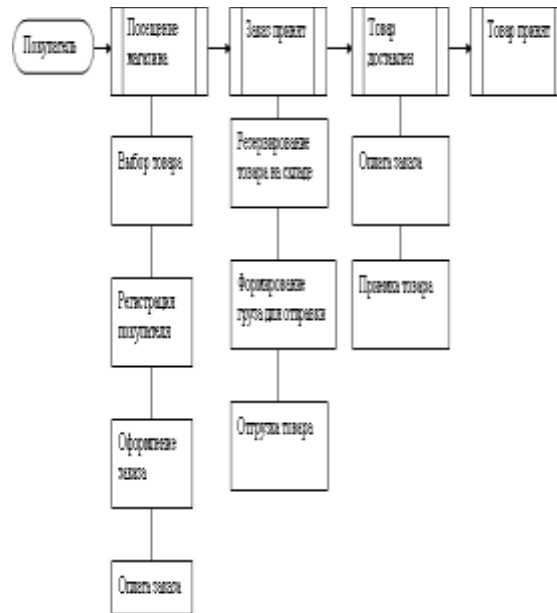 Покупатель
Посещение
магазина
Заказ принят
Товар
доставлен
Товар принят
Выбор товара
Регистрация
покупателя
Оформление
заказа
Оплата заказа
Резервирование
товара на складе
Формирование
груза для отправки
Отгрузка товара
Оплата заказа
Приемка товара